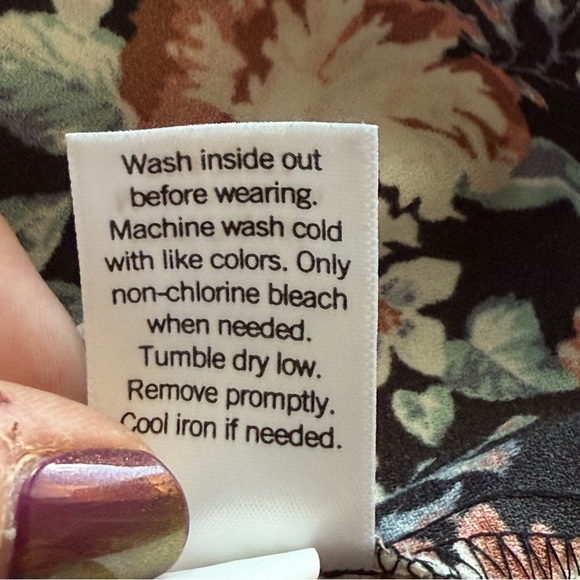 Wash inside out
before wearing.
Machine wash cold
with like colors. Only
non-chlorine bleach
when needed.
Tumble dry low.
Remove promptly.
Cool iron if needed.